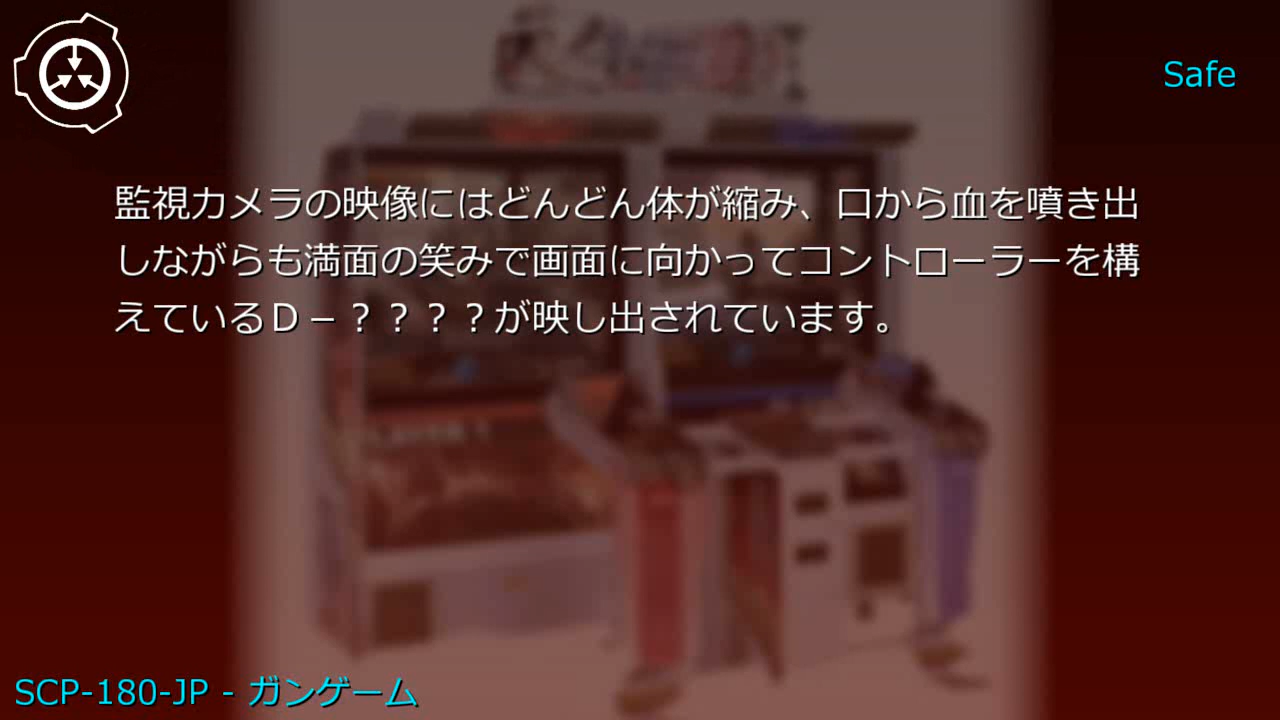 Safe
監視カメラの映像にはどんどん体が縮み、口から血を噴き出
しながらも満面の笑みで画面に向かってコントローラーを構
えているＤ－？？？？が映し出されています。
SCP-180-JP - ガンゲーム